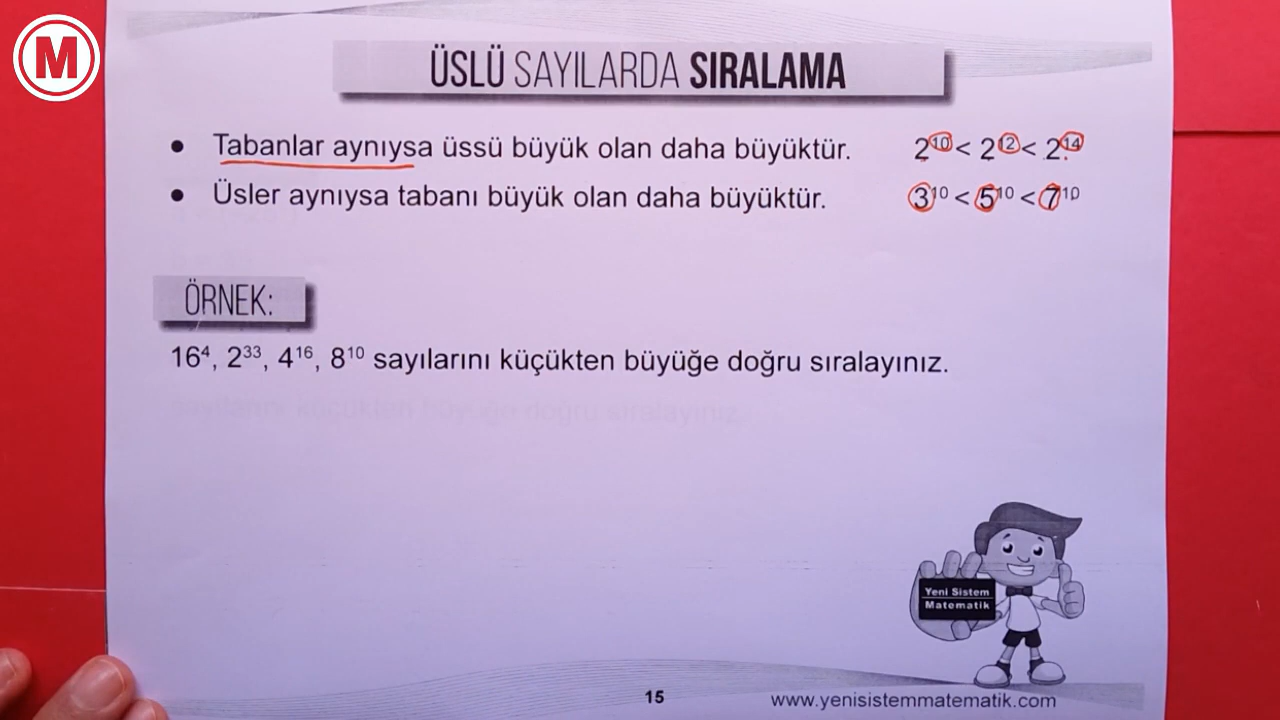 M
ÜSLÜ SAYILARDA SIRALAMA
• Tabanlar aynıysa üssü büyük olan daha büyüktür. 2¹⁰ < 2¹² < 2¹⁴
• Üsler aynıysa tabanı büyük olan daha büyüktür. 3¹⁰ < 5¹⁰ < 7¹⁰
ÖRNEK:
16⁴, 2³³, 4¹⁶, 8¹⁰ sayılarını küçükten büyüğe doğru sıralayınız.
Yeni Sistem
Matematik
15
www.yenisistemmatematik.com